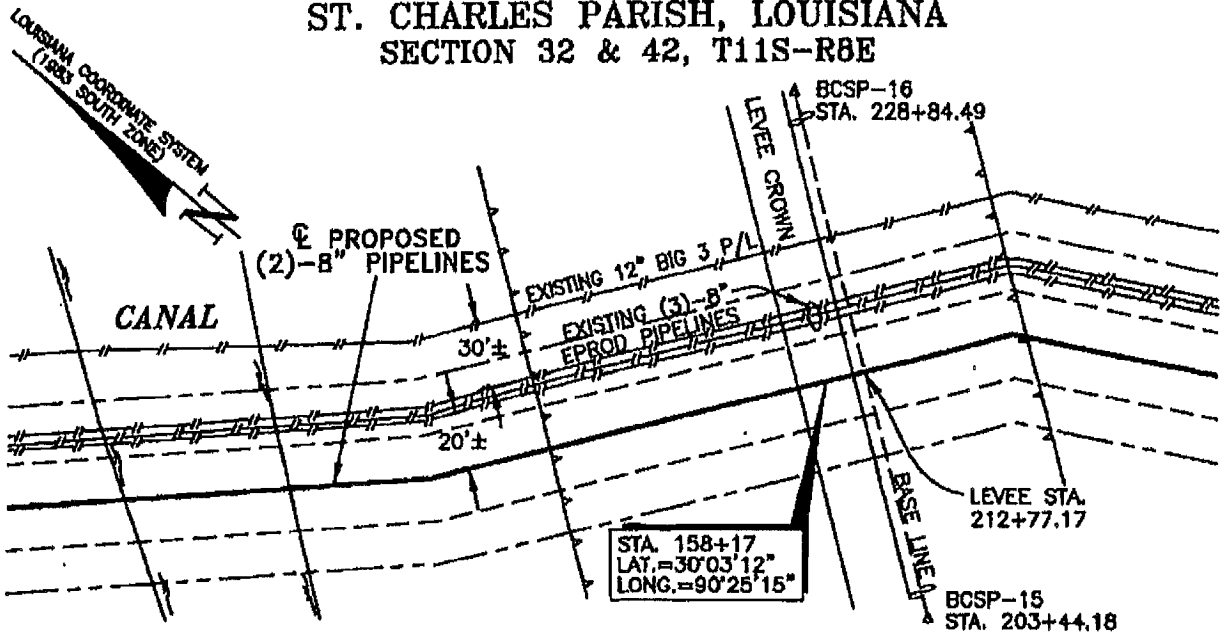 ST. CHARLES PARISH, LOUISIANA
SECTION 32 & 42, T11S-R8E
LOUISIANA COORDINATE SYSTEM
(1983 SOUTH ZONE)
N
BCSP-16
STA. 228+84.49
LEVEE CROWN
℄ PROPOSED
(2)-8" PIPELINES
EXISTING 12" BIG 3 P/L
CANAL
EXISTING (3)-8"
EPROD PIPELINES
30'±
20'±
BASE LINE
LEVEE STA.
212+77.17
STA. 158+17
LAT.=30°03'12"
LONG.=90°25'15"
BCSP-15
STA. 203+44.18